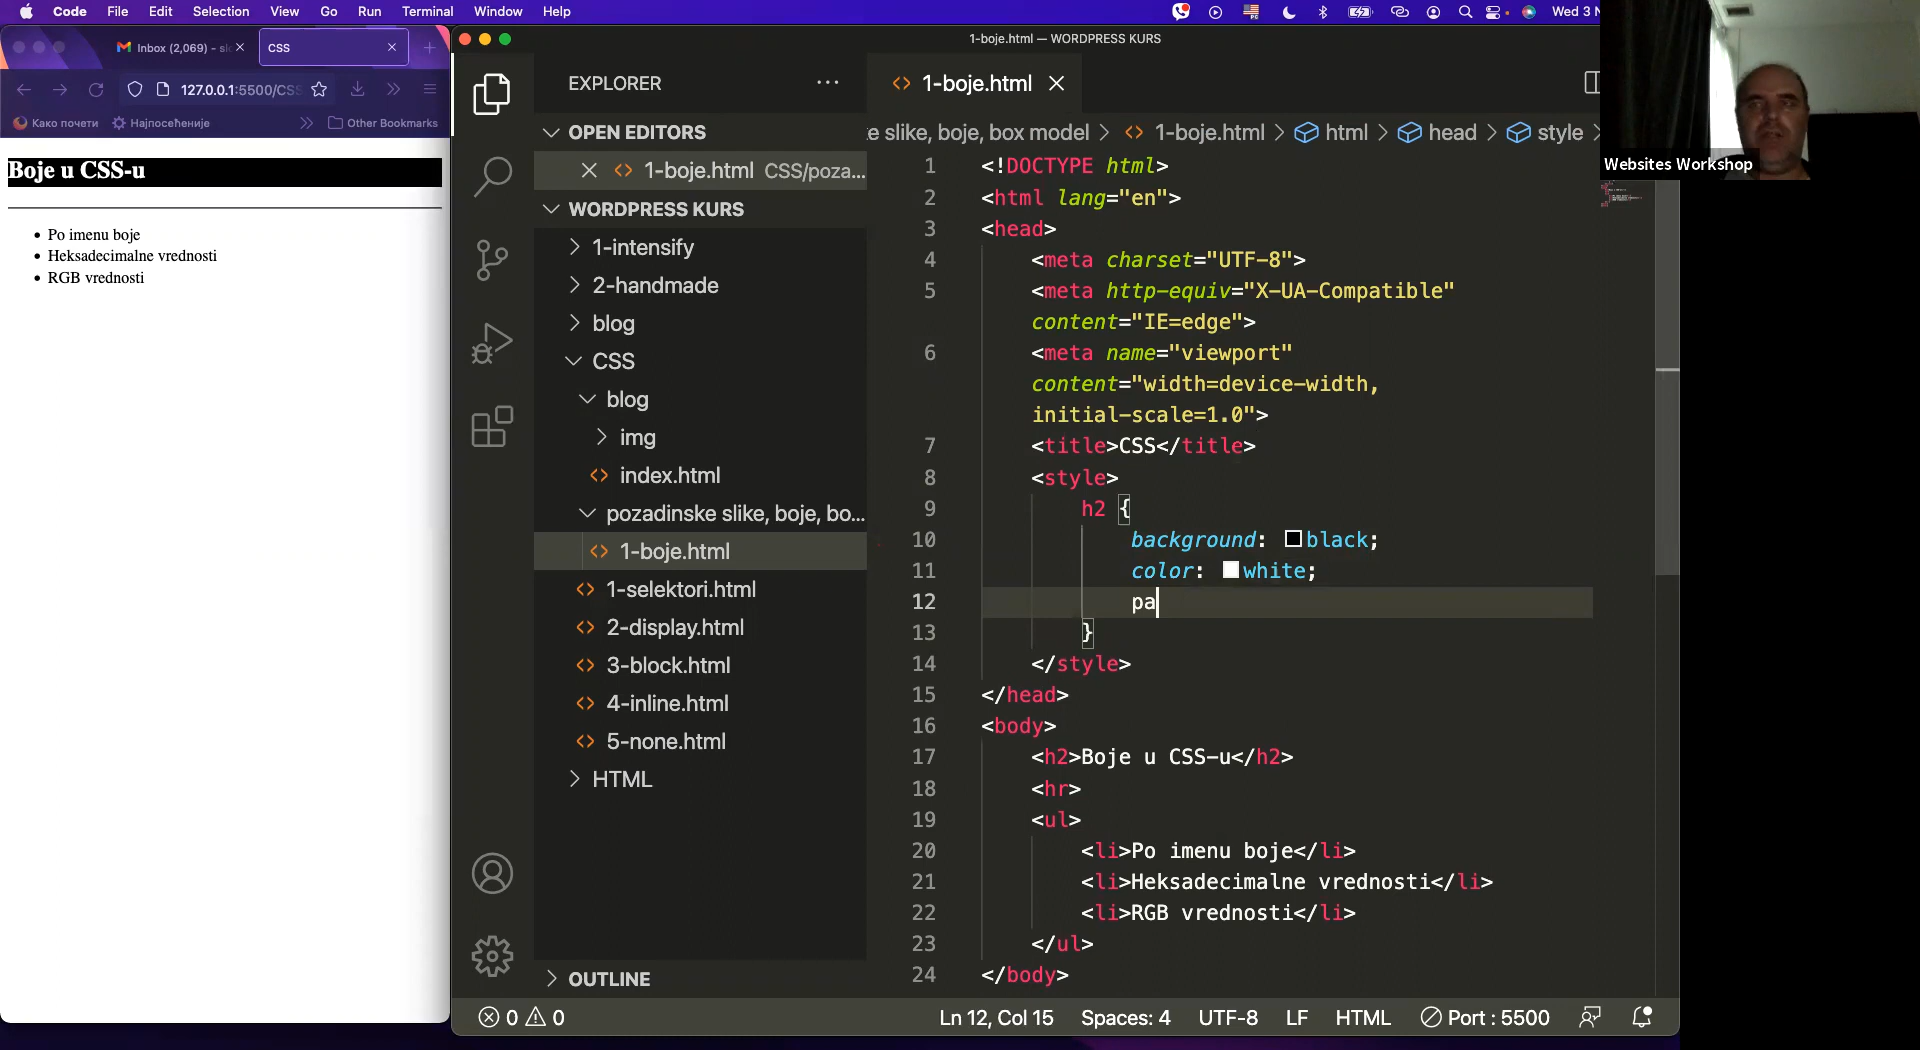 Code File Edit Selection View Go Run Terminal Window Help
Wed 3 N
Inbox (2,069) - sl
CSS
127.0.0.1:5500/CSS
Како почети
Најпосећеније
Other Bookmarks
Boje u CSS-u
Po imenu boje
Heksadecimalne vrednosti
RGB vrednosti
1-boje.html — WORDPRESS KURS
EXPLORER
OPEN EDITORS
1-boje.html CSS/poza...
WORDPRESS KURS
1-intensify
2-handmade
blog
CSS
blog
img
index.html
pozadinske slike, boje, bo...
1-boje.html
1-selektori.html
2-display.html
3-block.html
4-inline.html
5-none.html
HTML
OUTLINE
1-boje.html
e slike, boje, box model > 1-boje.html > html > head > style >
1 <!DOCTYPE html>
2 <html lang="en">
3 <head>
4 <meta charset="UTF-8">
5 <meta http-equiv="X-UA-Compatible"
content="IE=edge">
6 <meta name="viewport"
content="width=device-width,
initial-scale=1.0">
7 <title>CSS</title>
8 <style>
9 h2 {
10 background: black;
11 color: white;
12 pa
13 }
14 </style>
15 </head>
16 <body>
17 <h2>Boje u CSS-u</h2>
18 <hr>
19 <ul>
20 <li>Po imenu boje</li>
21 <li>Heksadecimalne vrednosti</li>
22 <li>RGB vrednosti</li>
23 </ul>
24 </body>
0 0
Ln 12, Col 15 Spaces: 4 UTF-8 LF HTML Port : 5500
Websites Workshop